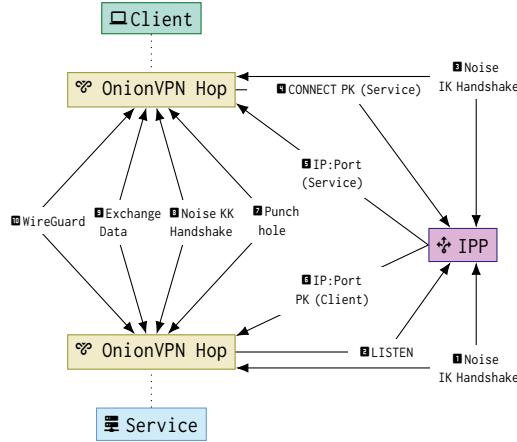 Client
OnionVPN Hop
3 Noise
IK Handshake
4 CONNECT PK (Service)
5 IP:Port
(Service)
10 WireGuard
9 Exchange
Data
8 Noise KK
Handshake
7 Punch
hole
IPP
6 IP:Port
PK (Client)
OnionVPN Hop
2 LISTEN
1 Noise
IK Handshake
Service